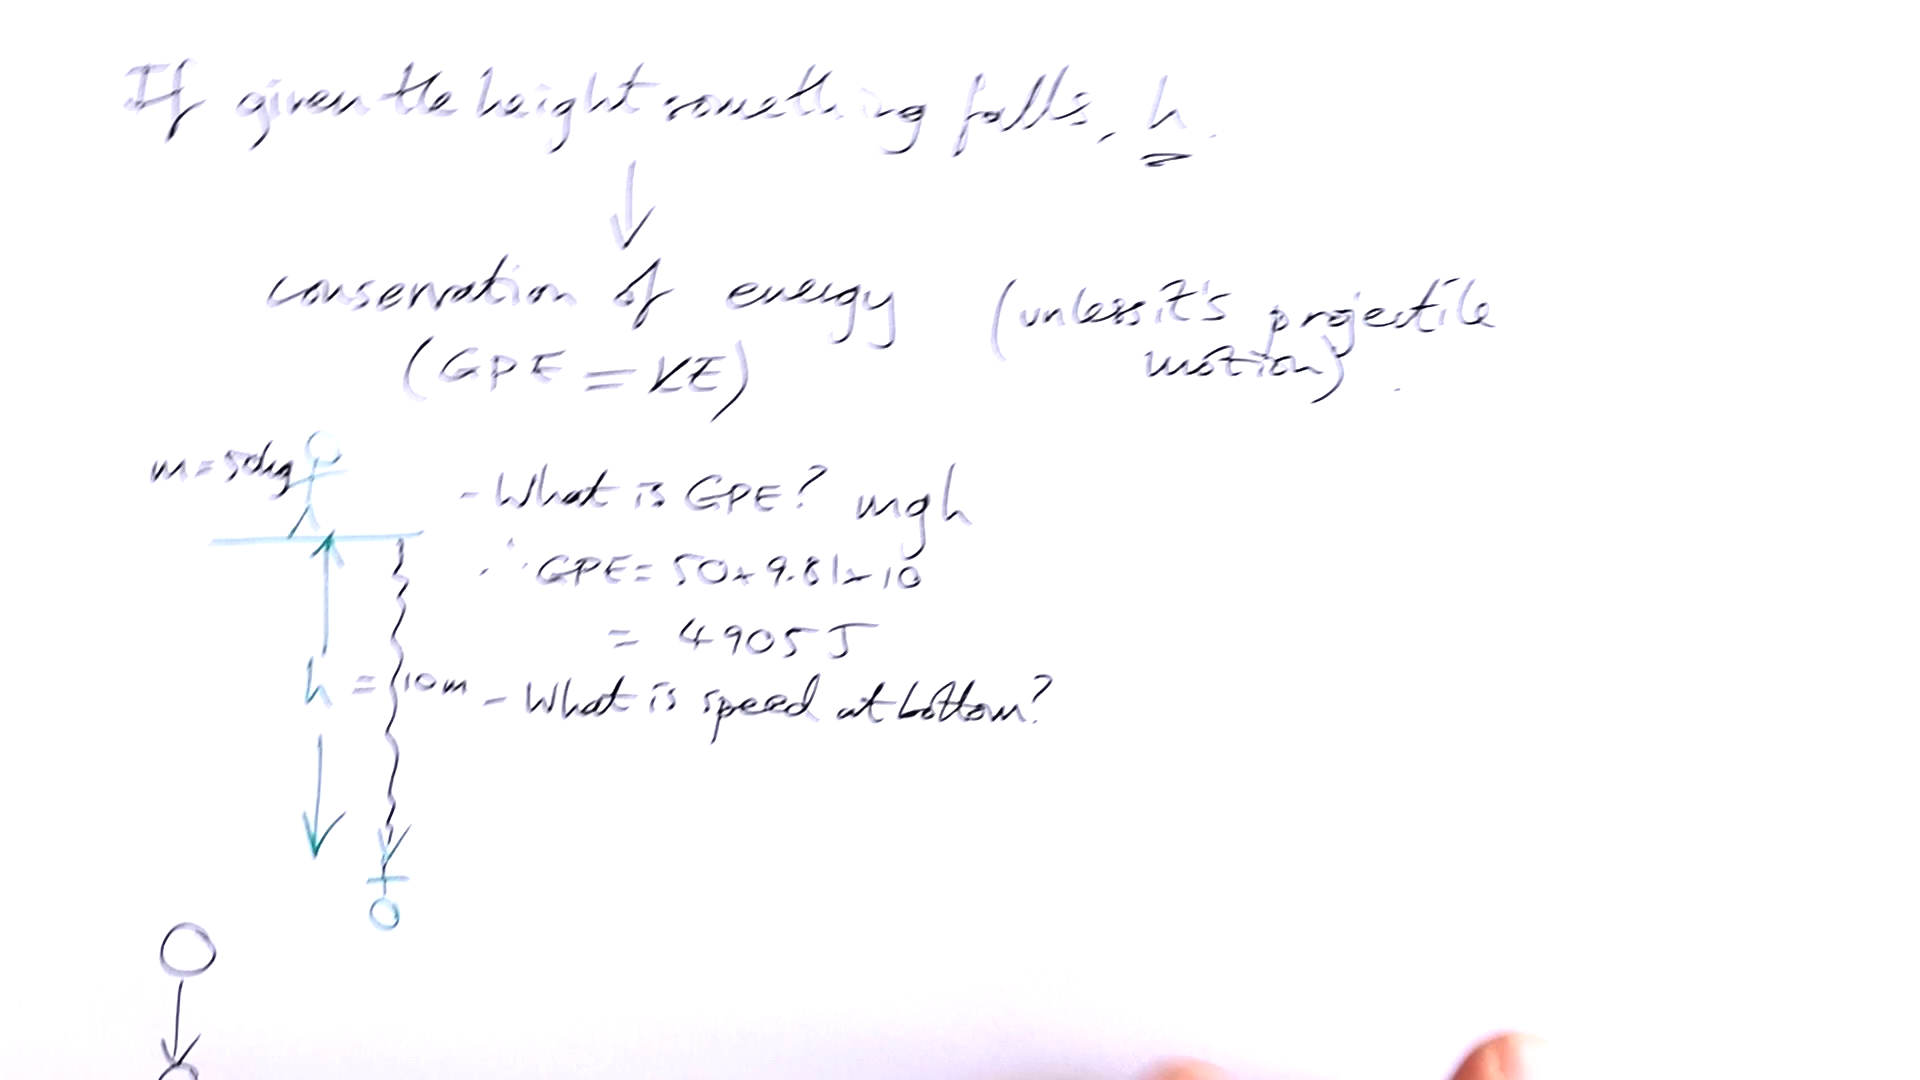 If given the height something falls, h.
conservation of energy (unless it's projectile motion).
(GPE = KE)
m = 50kg
- What is GPE? mgh
∴ GPE = 50 × 9.81 × 10
= 4905 J
h = 10m
- What is speed at bottom?